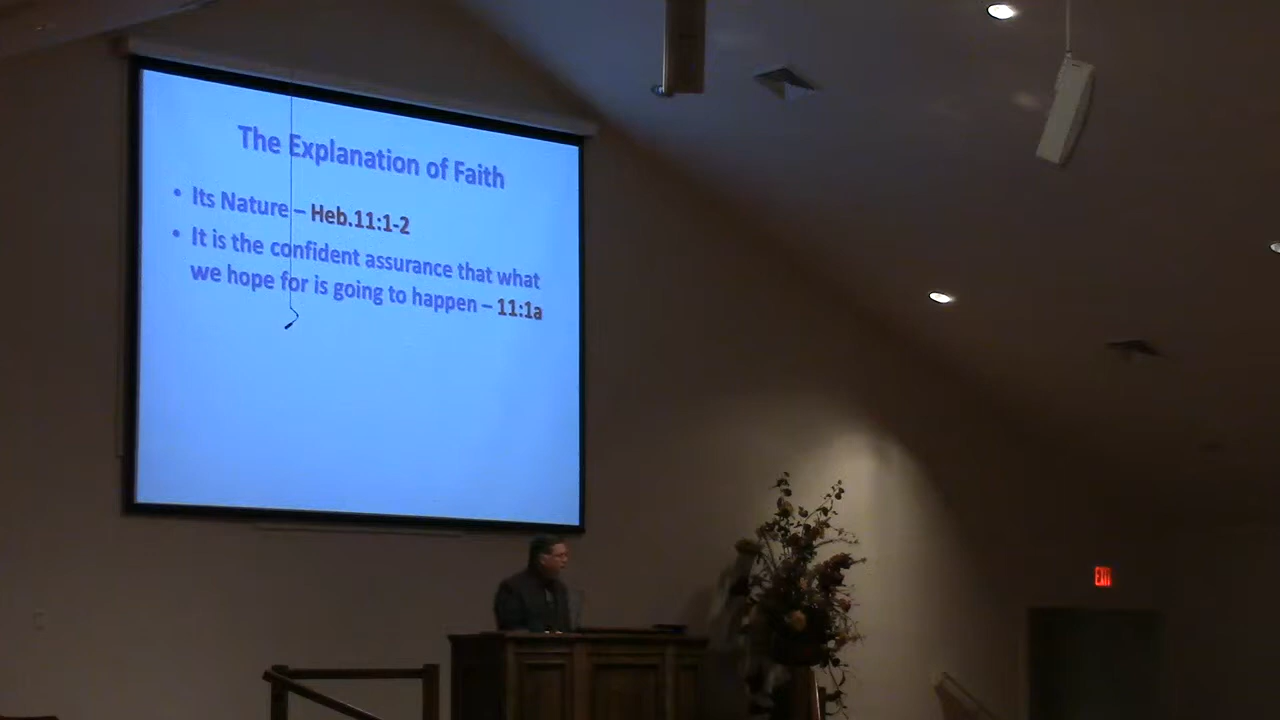 The Explanation of Faith
• Its Nature – Heb.11:1-2
• It is the confident assurance that what
we hope for is going to happen – 11:1a
EXIT